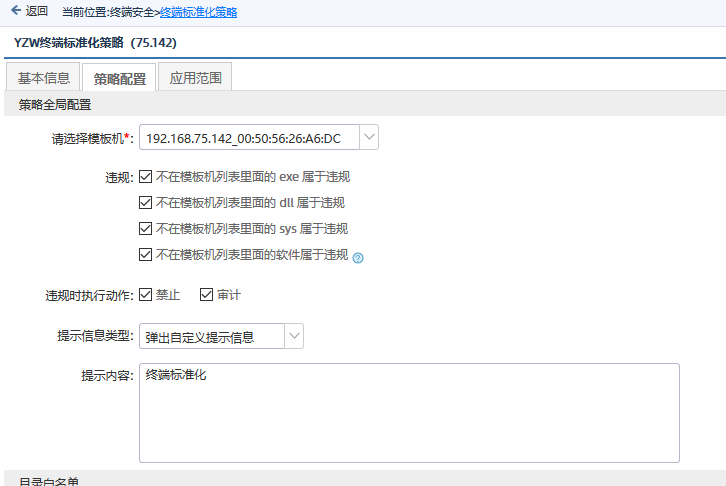 返回 当前位置:终端安全>终端标准化策略
YZW终端标准化策略（75.142）
基本信息 策略配置 应用范围
策略全局配置
请选择模板机*: 192.168.75.142_00:50:56:26:A6:DC
违规: 不在模板机列表里面的 exe 属于违规
不在模板机列表里面的 dll 属于违规
不在模板机列表里面的 sys 属于违规
不在模板机列表里面的软件属于违规 ?
违规时执行动作: 禁止 审计
提示信息类型: 弹出自定义提示信息
提示内容: 终端标准化
目录白名单